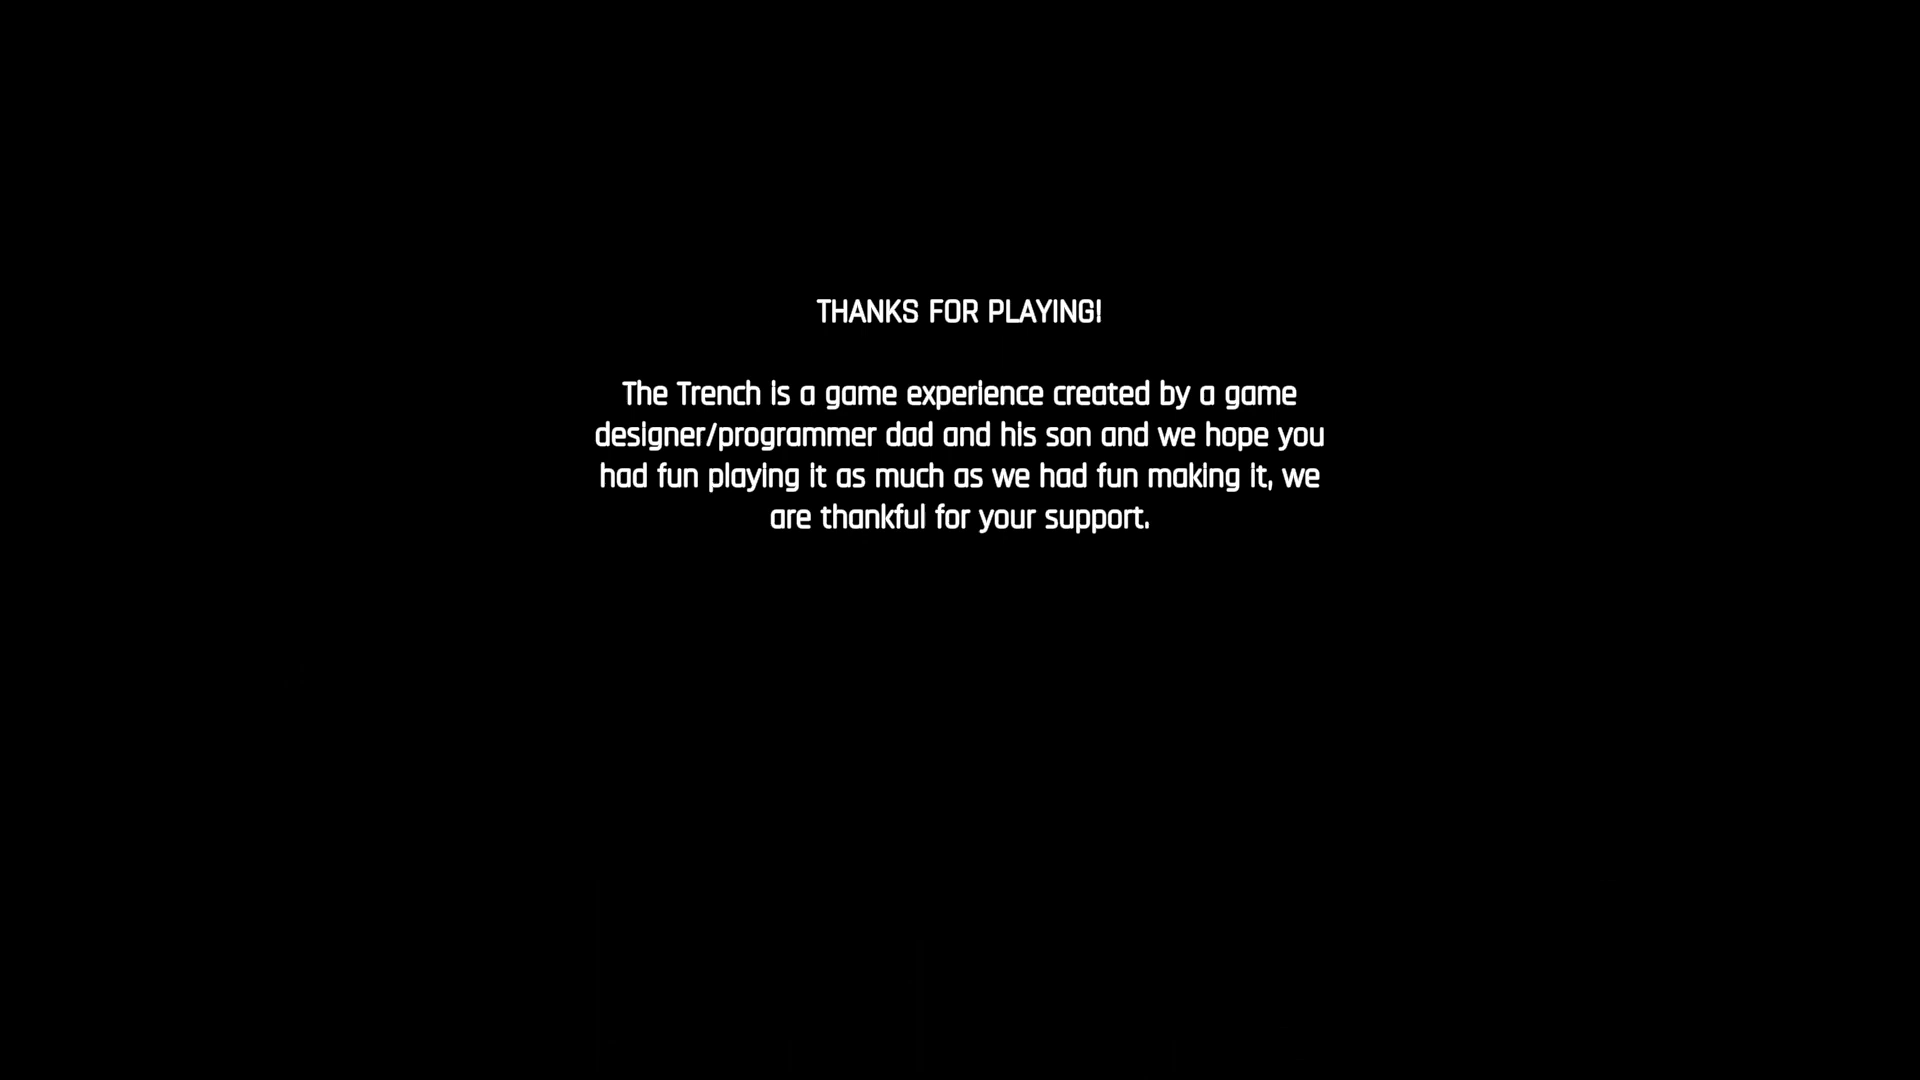 THANKS FOR PLAYING!
The Trench is a game experience created by a game
designer/programmer dad and his son and we hope you
had fun playing it as much as we had fun making it, we
are thankful for your support.